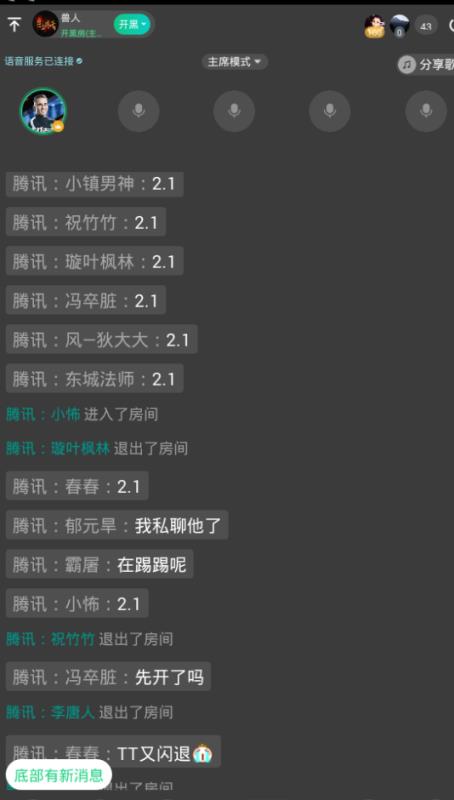 兽人
开黑房(主...
开黑
160
0
43
语音服务已连接
主席模式
分享歌
腾讯：小镇男神：2.1
腾讯：祝竹竹：2.1
腾讯：璇叶枫林：2.1
腾讯：冯卒脏：2.1
腾讯：风—狄大大：2.1
腾讯：东城法师：2.1
腾讯：小怖 进入了房间
腾讯：璇叶枫林 退出了房间
腾讯：春春：2.1
腾讯：郁元旱：我私聊他了
腾讯：霸屠：在踢踢呢
腾讯：小怖：2.1
腾讯：祝竹竹 退出了房间
腾讯：冯卒脏：先开了吗
腾讯：李唐人 退出了房间
腾讯：春春：TT又闪退
底部有新消息
退出了房间